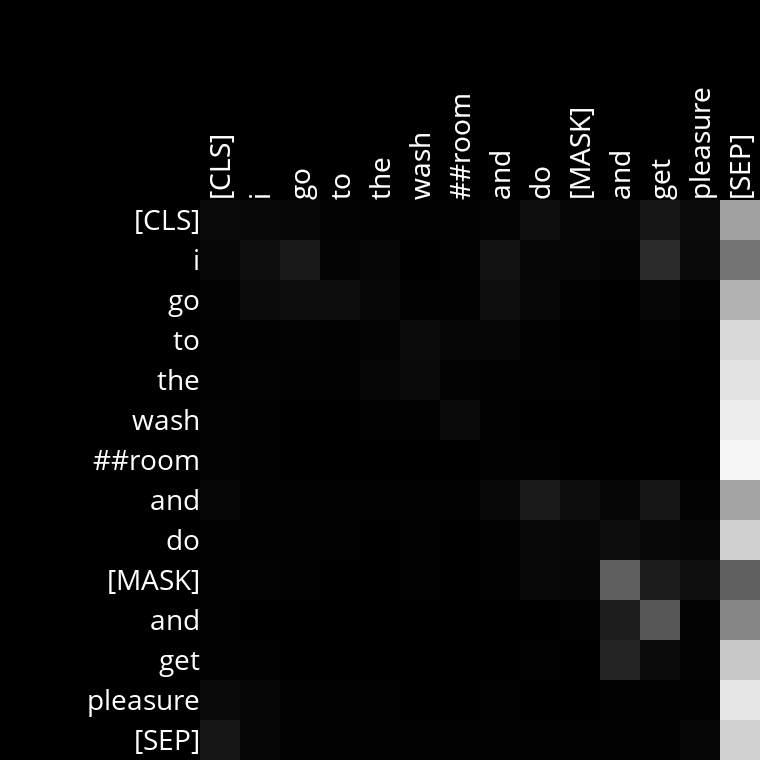 [CLS] i go to the wash ##room and do [MASK] and get pleasure [SEP]
[CLS]
i
go
to
the
wash
##room
and
do
[MASK]
and
get
pleasure
[SEP]